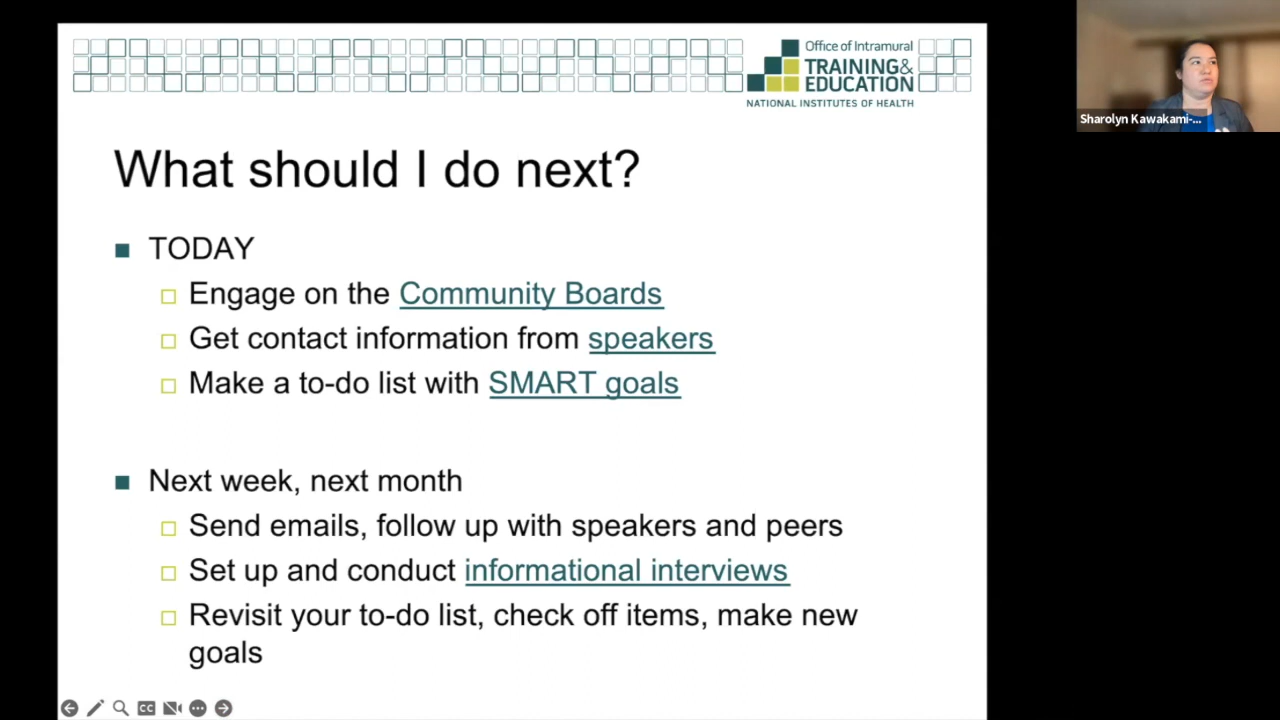 Office of Intramural
TRAINING&
EDUCATION
NATIONAL INSTITUTES OF HEALTH
Sharolyn Kawakami-...
What should I do next?
TODAY
Engage on the Community Boards
Get contact information from speakers
Make a to-do list with SMART goals
Next week, next month
Send emails, follow up with speakers and peers
Set up and conduct informational interviews
Revisit your to-do list, check off items, make new
goals
CC